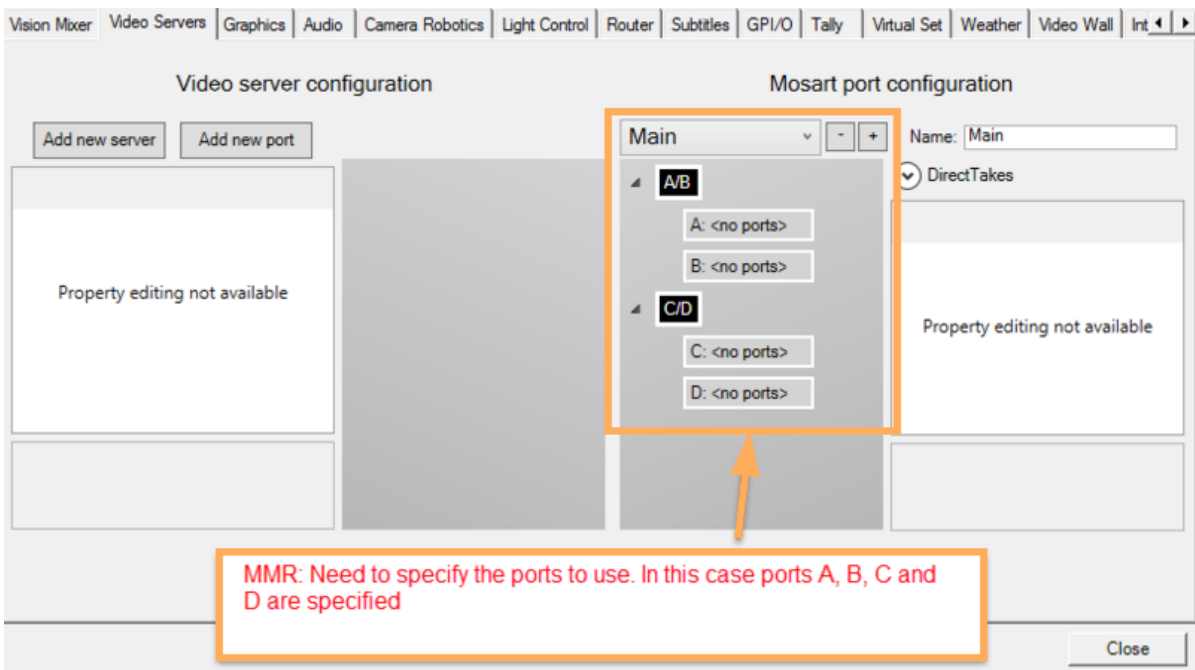 Vision Mixer Video Servers Graphics Audio Camera Robotics Light Control Router Subtitles GPI/O Tally Virtual Set Weather Video Wall Int
Video server configuration
Mosart port configuration
Add new server Add new port
Main - + Name: Main
DirectTakes
A/B
A: <no ports>
B: <no ports>
Property editing not available
C/D
C: <no ports>
D: <no ports>
Property editing not available
MMR: Need to specify the ports to use. In this case ports A, B, C and
D are specified
Close